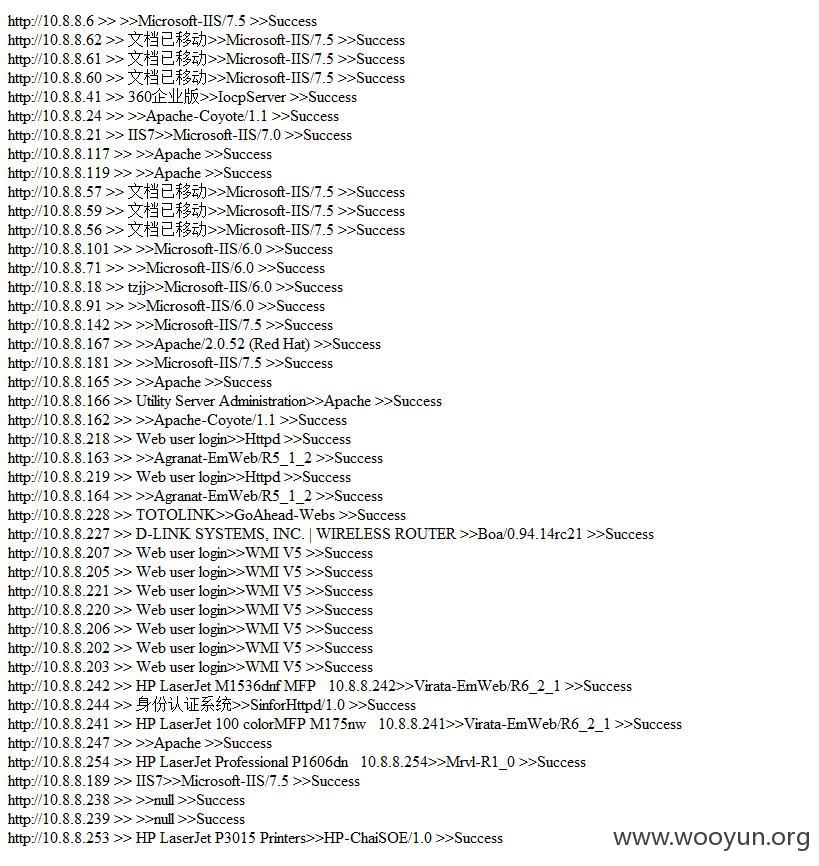 http://10.8.8.6 >> >>Microsoft-IIS/7.5 >>Success
http://10.8.8.62 >> 文档已移动>>Microsoft-IIS/7.5 >>Success
http://10.8.8.61 >> 文档已移动>>Microsoft-IIS/7.5 >>Success
http://10.8.8.60 >> 文档已移动>>Microsoft-IIS/7.5 >>Success
http://10.8.8.41 >> 360企业版>>IocpServer >>Success
http://10.8.8.24 >> >>Apache-Coyote/1.1 >>Success
http://10.8.8.21 >> IIS7>>Microsoft-IIS/7.0 >>Success
http://10.8.8.117 >> >>Apache >>Success
http://10.8.8.119 >> >>Apache >>Success
http://10.8.8.57 >> 文档已移动>>Microsoft-IIS/7.5 >>Success
http://10.8.8.59 >> 文档已移动>>Microsoft-IIS/7.5 >>Success
http://10.8.8.56 >> 文档已移动>>Microsoft-IIS/7.5 >>Success
http://10.8.8.101 >> >>Microsoft-IIS/6.0 >>Success
http://10.8.8.71 >> >>Microsoft-IIS/6.0 >>Success
http://10.8.8.18 >> tzjj>>Microsoft-IIS/6.0 >>Success
http://10.8.8.91 >> >>Microsoft-IIS/6.0 >>Success
http://10.8.8.142 >> >>Microsoft-IIS/7.5 >>Success
http://10.8.8.167 >> >>Apache/2.0.52 (Red Hat) >>Success
http://10.8.8.181 >> >>Microsoft-IIS/7.5 >>Success
http://10.8.8.165 >> >>Apache >>Success
http://10.8.8.166 >> Utility Server Administration>>Apache >>Success
http://10.8.8.162 >> >>Apache-Coyote/1.1 >>Success
http://10.8.8.218 >> Web user login>>Httpd >>Success
http://10.8.8.163 >> >>Agranat-EmWeb/R5_1_2 >>Success
http://10.8.8.219 >> Web user login>>Httpd >>Success
http://10.8.8.164 >> >>Agranat-EmWeb/R5_1_2 >>Success
http://10.8.8.228 >> TOTOLINK>>GoAhead-Webs >>Success
http://10.8.8.227 >> D-LINK SYSTEMS, INC. | WIRELESS ROUTER >>Boa/0.94.14rc21 >>Success
http://10.8.8.207 >> Web user login>>WMI V5 >>Success
http://10.8.8.205 >> Web user login>>WMI V5 >>Success
http://10.8.8.221 >> Web user login>>WMI V5 >>Success
http://10.8.8.220 >> Web user login>>WMI V5 >>Success
http://10.8.8.206 >> Web user login>>WMI V5 >>Success
http://10.8.8.202 >> Web user login>>WMI V5 >>Success
http://10.8.8.203 >> Web user login>>WMI V5 >>Success
http://10.8.8.242 >> HP LaserJet M1536dnf MFP   10.8.8.242>>Virata-EmWeb/R6_2_1 >>Success
http://10.8.8.244 >> 身份认证系统>>SinforHttpd/1.0 >>Success
http://10.8.8.241 >> HP LaserJet 100 colorMFP M175nw   10.8.8.241>>Virata-EmWeb/R6_2_1 >>Success
http://10.8.8.247 >> >>Apache >>Success
http://10.8.8.254 >> HP LaserJet Professional P1606dn   10.8.8.254>>Mrvl-R1_0 >>Success
http://10.8.8.189 >> IIS7>>Microsoft-IIS/7.5 >>Success
http://10.8.8.238 >> >>null >>Success
http://10.8.8.239 >> >>null >>Success
http://10.8.8.253 >> HP LaserJet P3015 Printers>>HP-ChaiSOE/1.0 >>Success
www.wooyun.org